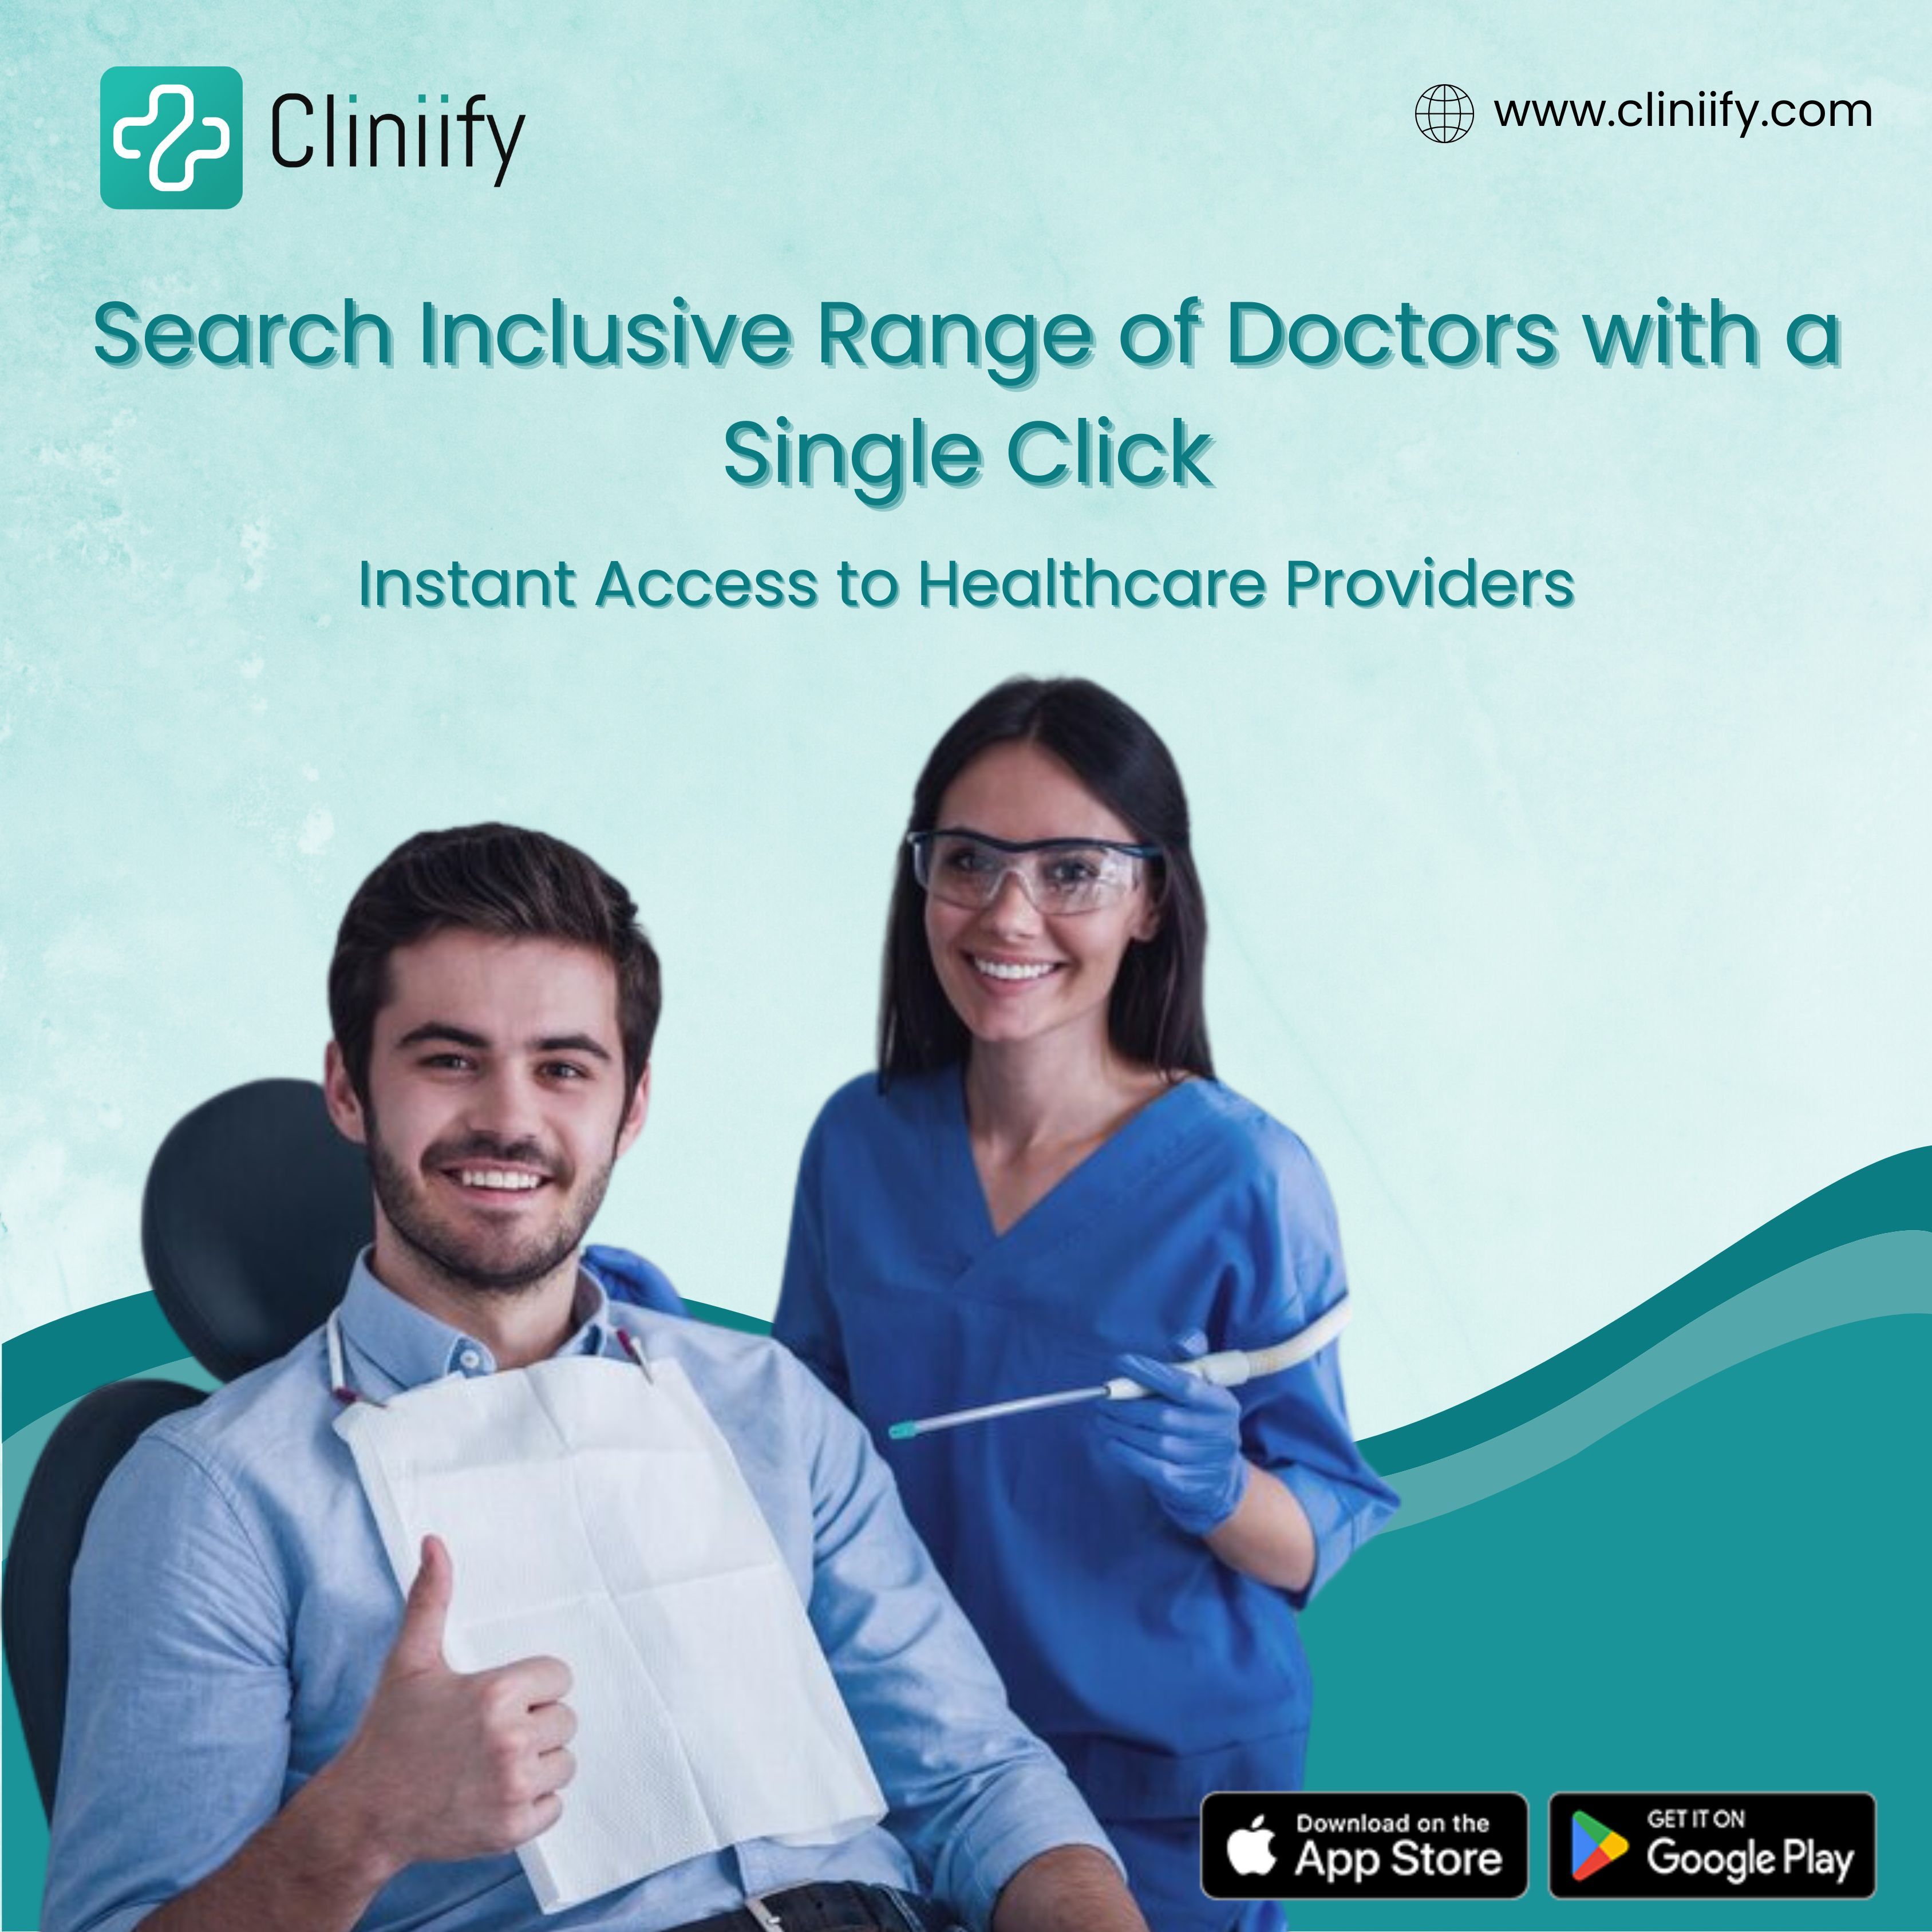 Cliniify
www.cliniify.com
Search Inclusive Range of Doctors with a
Single Click
Instant Access to Healthcare Providers
Download on the
App Store
GET IT ON
Google Play